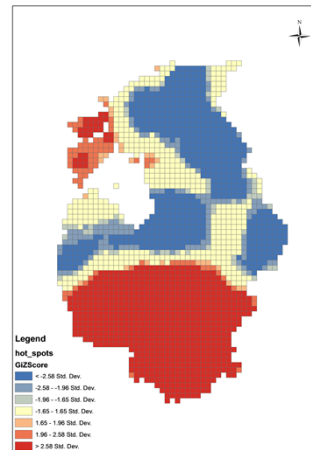 N
Legend
hot_spots
GiZScore
< -2.58 Std. Dev.
-2.58 - -1.96 Std. Dev.
-1.96 - -1.65 Std. Dev.
-1.65 - 1.65 Std. Dev.
1.65 - 1.96 Std. Dev.
1.96 - 2.58 Std. Dev.
> 2.58 Std. Dev.